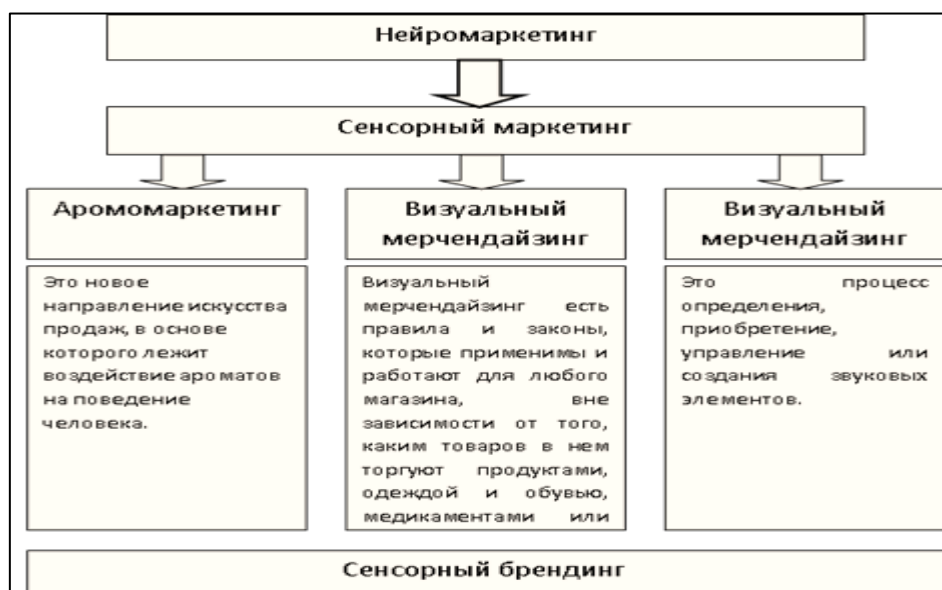 Нейромаркетинг
Сенсорный маркетинг
Аромомаркетинг
Это новое
направление искусства
продаж, в основе
которого лежит
воздействие ароматов
на поведение
человека.
Визуальный
мерчендайзинг
Визуальный
мерчендайзинг есть
правила и законы,
которые применимы и
работают для любого
магазина, вне
зависимости от того,
каким товаров в нем
торгуют продуктами,
одеждой и обувью,
медикаментами или
Визуальный
мерчендайзинг
Это процесс
определения,
приобретение,
управление или
создания звуковых
элементов.
Сенсорный брендинг